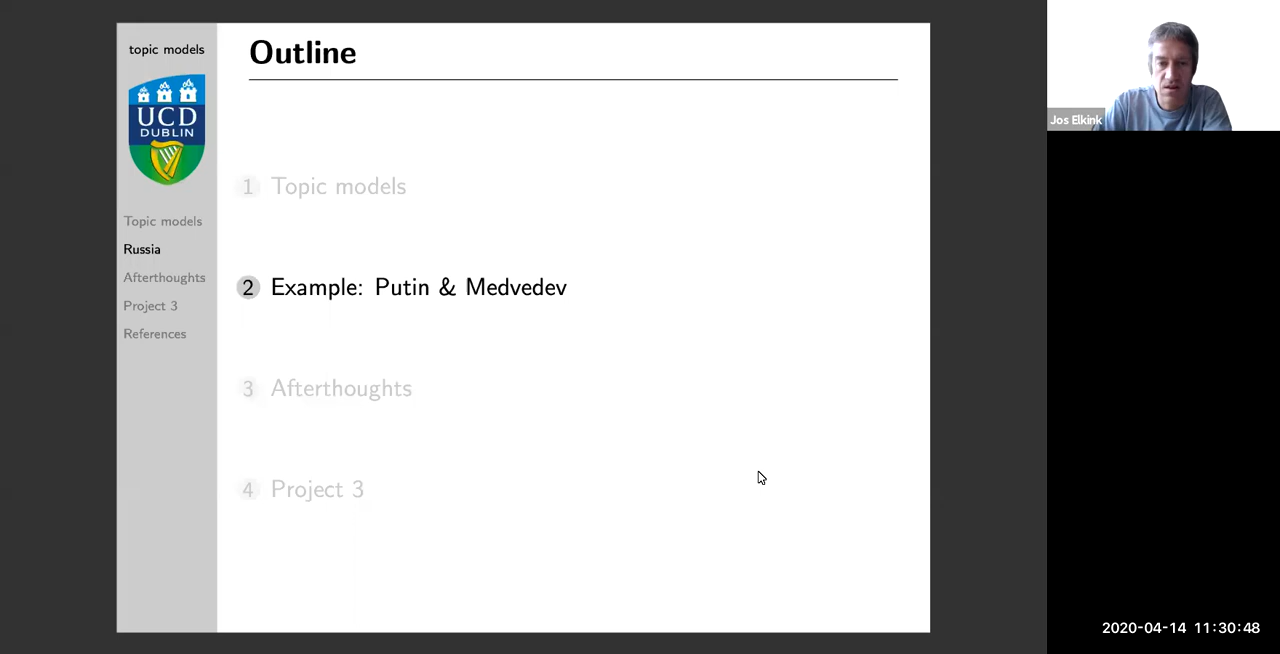 topic models
UCD
DUBLIN
Topic models
Russia
Afterthoughts
Project 3
References
Outline
1 Topic models
2 Example: Putin & Medvedev
3 Afterthoughts
4 Project 3
Jos Elkink
2020-04-14 11:30:48